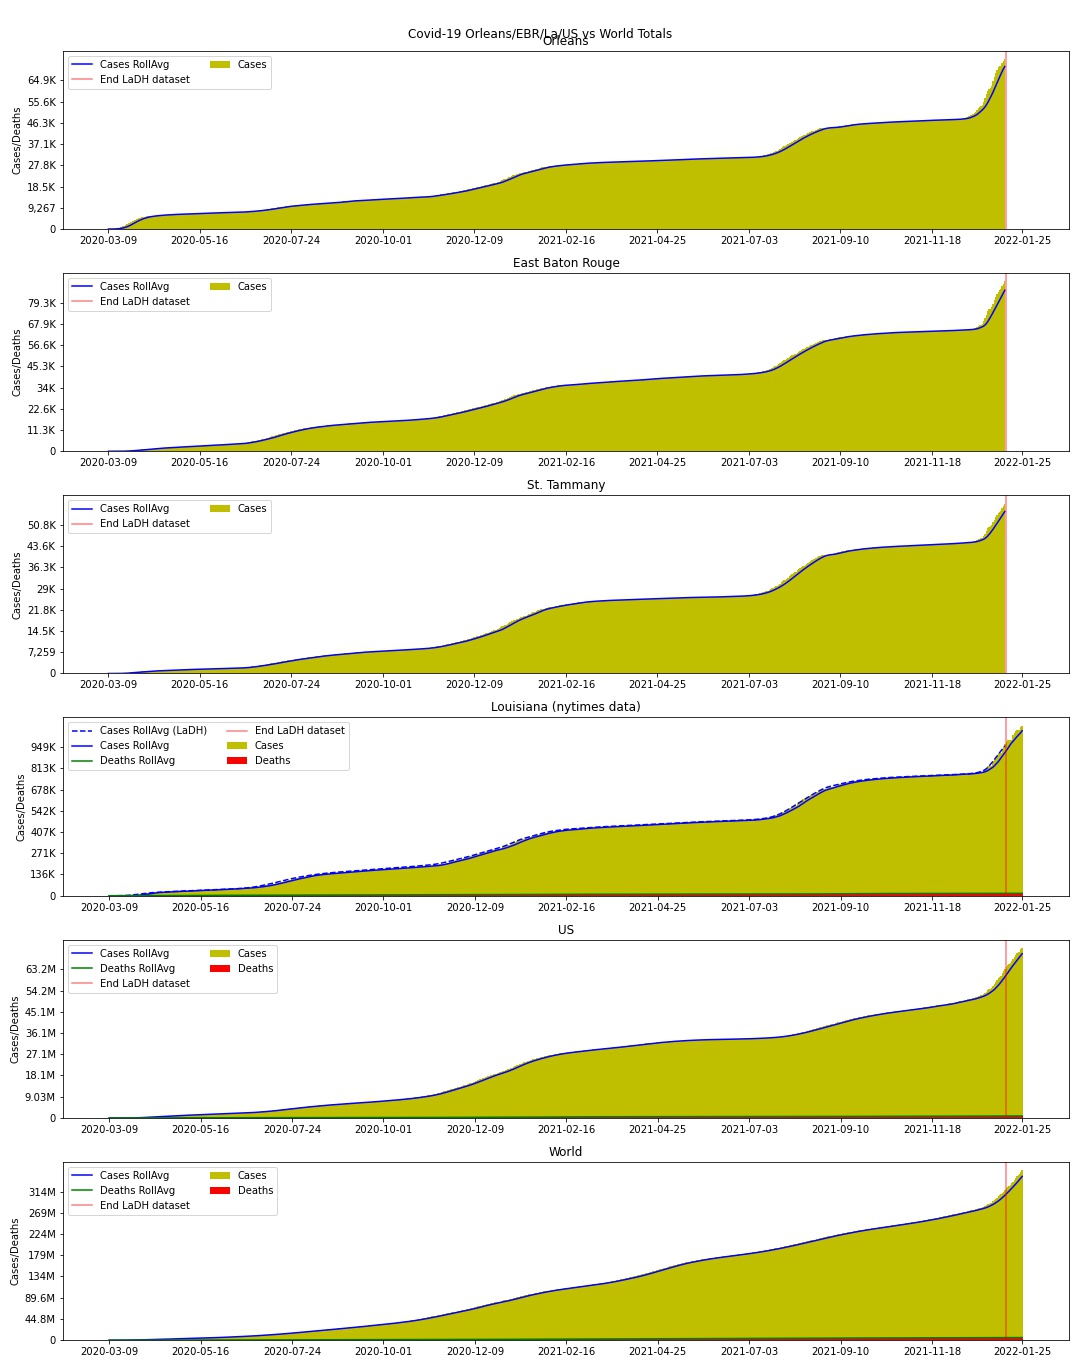 Covid-19 Orleans/EBR/La/US vs World Totals
Orleans
Cases RollAvg
End LaDH dataset
Cases
Cases/Deaths
64.9K
55.6K
46.3K
37.1K
27.8K
18.5K
9,267
0
2020-03-09 2020-05-16 2020-07-24 2020-10-01 2020-12-09 2021-02-16 2021-04-25 2021-07-03 2021-09-10 2021-11-18 2022-01-25
East Baton Rouge
Cases RollAvg
End LaDH dataset
Cases
Cases/Deaths
79.3K
67.9K
56.6K
45.3K
34K
22.6K
11.3K
0
2020-03-09 2020-05-16 2020-07-24 2020-10-01 2020-12-09 2021-02-16 2021-04-25 2021-07-03 2021-09-10 2021-11-18 2022-01-25
St. Tammany
Cases RollAvg
End LaDH dataset
Cases
Cases/Deaths
50.8K
43.6K
36.3K
29K
21.8K
14.5K
7,259
0
2020-03-09 2020-05-16 2020-07-24 2020-10-01 2020-12-09 2021-02-16 2021-04-25 2021-07-03 2021-09-10 2021-11-18 2022-01-25
Louisiana (nytimes data)
Cases RollAvg (LaDH)
Cases RollAvg
Deaths RollAvg
End LaDH dataset
Cases
Deaths
Cases/Deaths
949K
813K
678K
542K
407K
271K
136K
0
2020-03-09 2020-05-16 2020-07-24 2020-10-01 2020-12-09 2021-02-16 2021-04-25 2021-07-03 2021-09-10 2021-11-18 2022-01-25
US
Cases RollAvg
Deaths RollAvg
End LaDH dataset
Cases
Deaths
Cases/Deaths
63.2M
54.2M
45.1M
36.1M
27.1M
18.1M
9.03M
0
2020-03-09 2020-05-16 2020-07-24 2020-10-01 2020-12-09 2021-02-16 2021-04-25 2021-07-03 2021-09-10 2021-11-18 2022-01-25
World
Cases RollAvg
Deaths RollAvg
End LaDH dataset
Cases
Deaths
Cases/Deaths
314M
269M
224M
179M
134M
89.6M
44.8M
0
2020-03-09 2020-05-16 2020-07-24 2020-10-01 2020-12-09 2021-02-16 2021-04-25 2021-07-03 2021-09-10 2021-11-18 2022-01-25